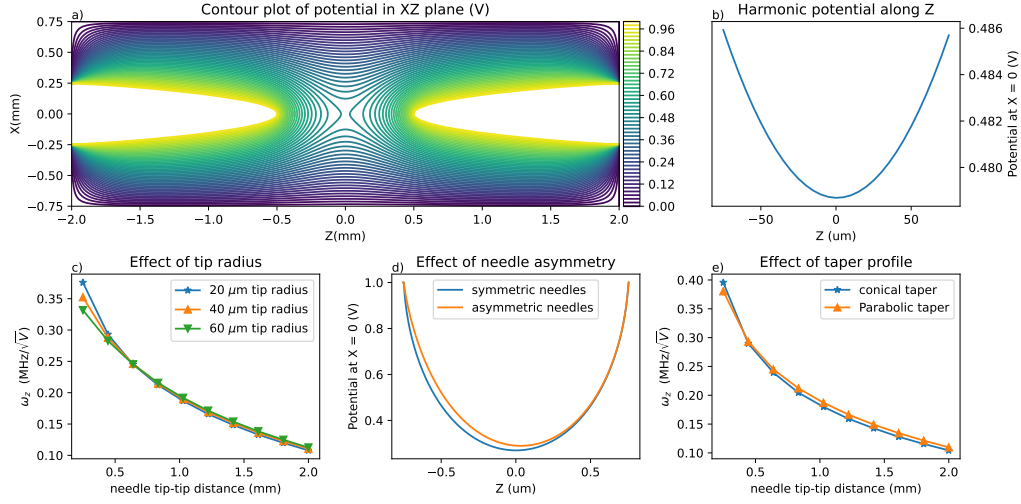 Contour plot of potential in XZ plane (V)
a)
X(mm)
0.75
0.50
0.25
0.00
−0.25
−0.50
−0.75
−2.0 −1.5 −1.0 −0.5 0.0 0.5 1.0 1.5 2.0
Z(mm)
0.96
0.84
0.72
0.60
0.48
0.36
0.24
0.12
0.00
Harmonic potential along Z
b)
0.486
0.484
0.482
0.480
Potential at X = 0 (V)
−50 0 50
Z (um)
Effect of tip radius
c)
20 μm tip radius
40 μm tip radius
60 μm tip radius
ω_z (MHz/√V)
0.35
0.30
0.25
0.20
0.15
0.10
0.5 1.0 1.5 2.0
needle tip-tip distance (mm)
Effect of needle asymmetry
d)
symmetric needles
asymmetric needles
Potential at X = 0 (V)
1.0
0.8
0.6
0.4
−0.5 0.0 0.5
Z (um)
Effect of taper profile
e)
conical taper
Parabolic taper
ω_z (MHz/√V)
0.40
0.35
0.30
0.25
0.20
0.15
0.10
0.5 1.0 1.5 2.0
needle tip-tip distance (mm)